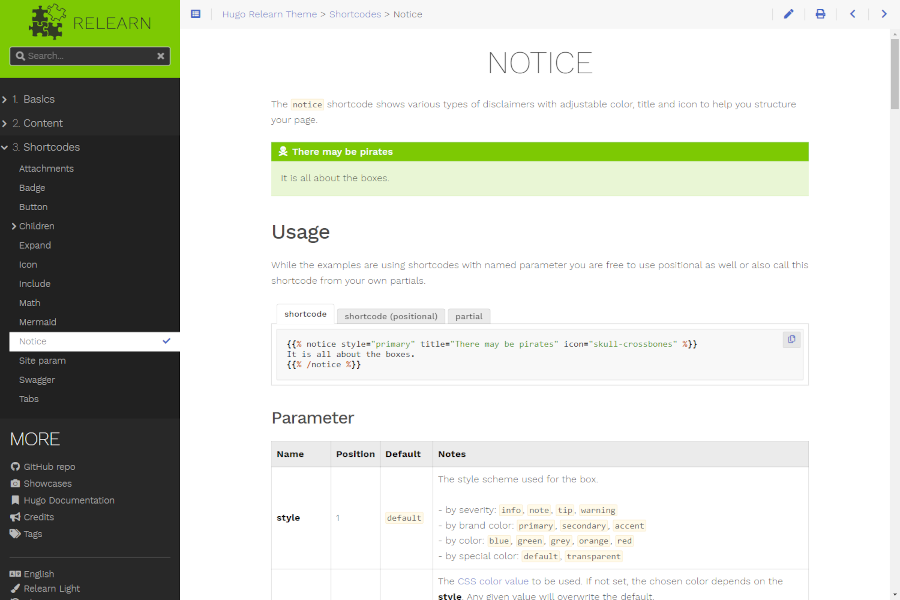 RELEARN
Search...
1. Basics
2. Content
3. Shortcodes
Attachments
Badge
Button
Children
Expand
Icon
Include
Math
Mermaid
Notice
Site param
Swagger
Tabs
MORE
GitHub repo
Showcases
Hugo Documentation
Credits
Tags
English
Relearn Light
Hugo Relearn Theme > Shortcodes > Notice
NOTICE
The notice shortcode shows various types of disclaimers with adjustable color, title and icon to help you structure
your page.
There may be pirates
It is all about the boxes.
Usage
While the examples are using shortcodes with named parameter you are free to use positional as well or also call this
shortcode from your own partials.
shortcode shortcode (positional) partial
{{% notice style="primary" title="There may be pirates" icon="skull-crossbones" %}}
It is all about the boxes.
{{% /notice %}}
Parameter
Name Position Default Notes
The style scheme used for the box.
style 1 default
- by severity: info, note, tip, warning
- by brand color: primary, secondary, accent
- by color: blue, green, grey, orange, red
- by special color: default, transparent
The CSS color value to be used. If not set, the chosen color depends on the
style. Any given value will overwrite the default.